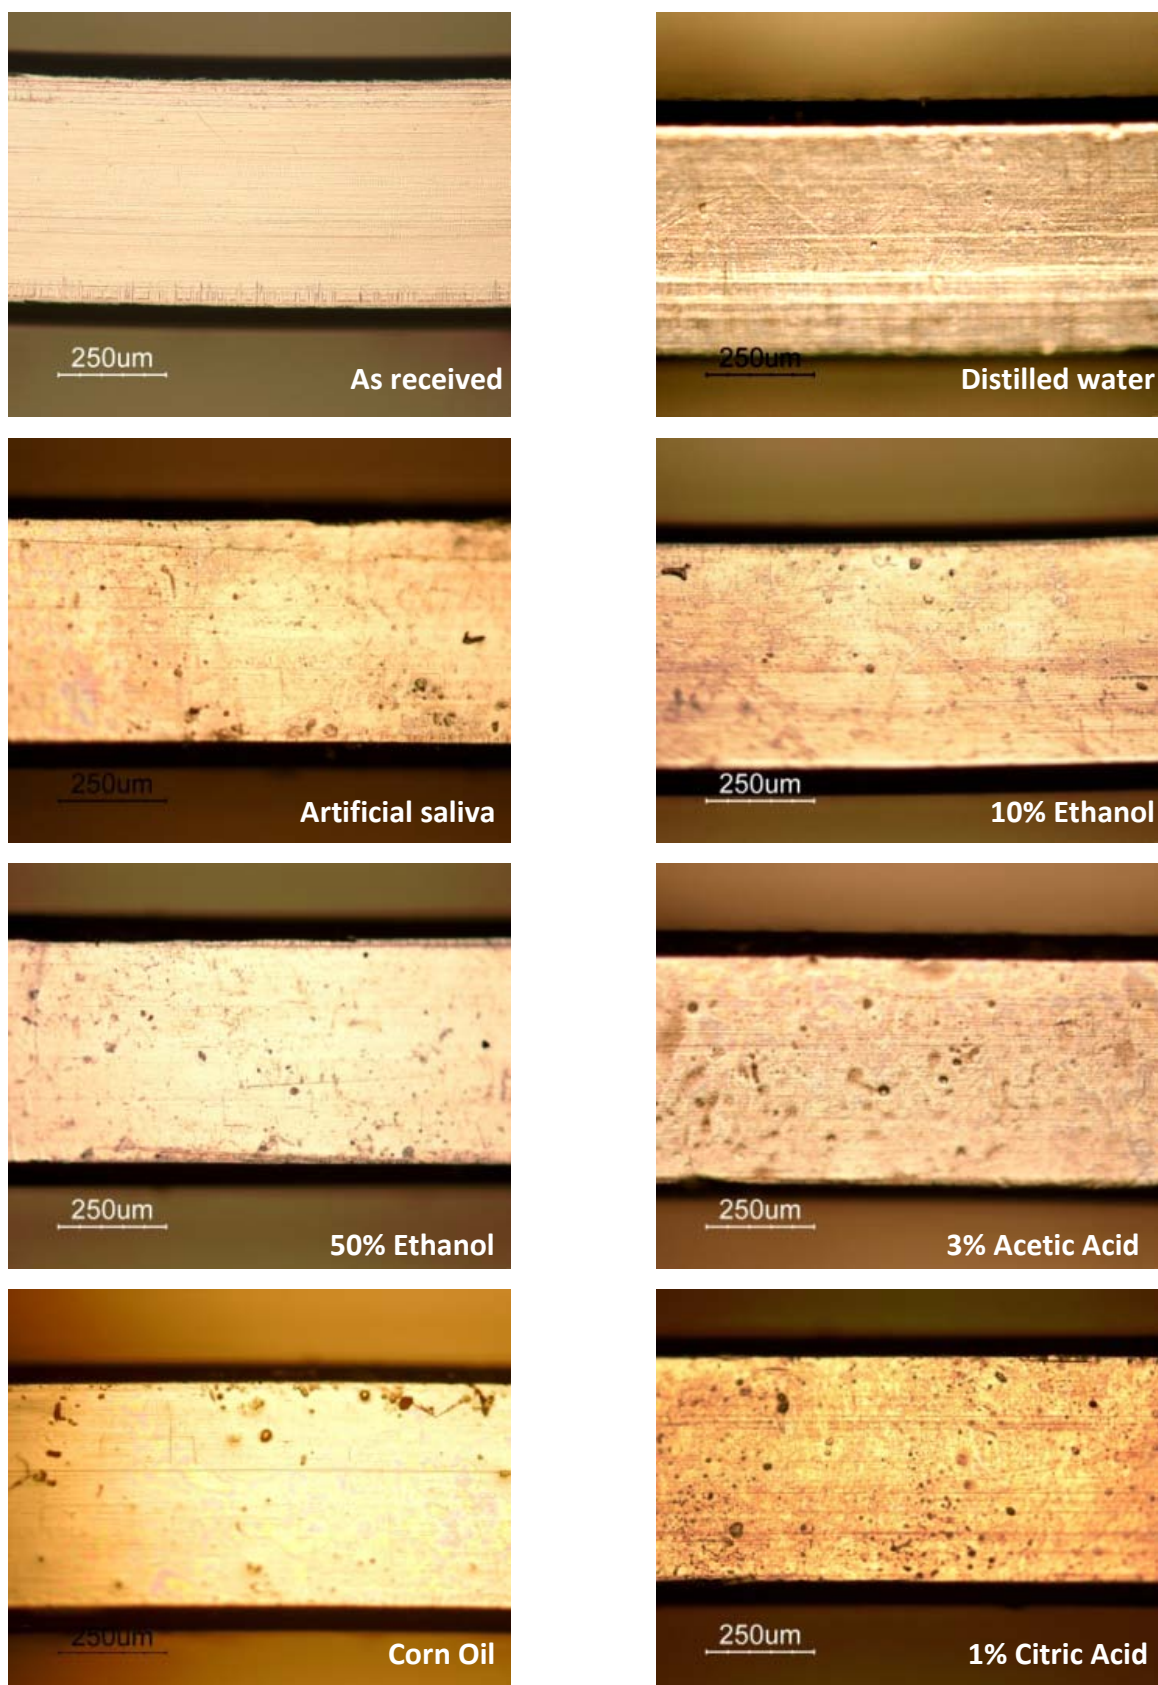 250um
As received
250um
Distilled water
250um
Artificial saliva
250um
10% Ethanol
250um
50% Ethanol
250um
3% Acetic Acid
250um
Corn Oil
250um
1% Citric Acid